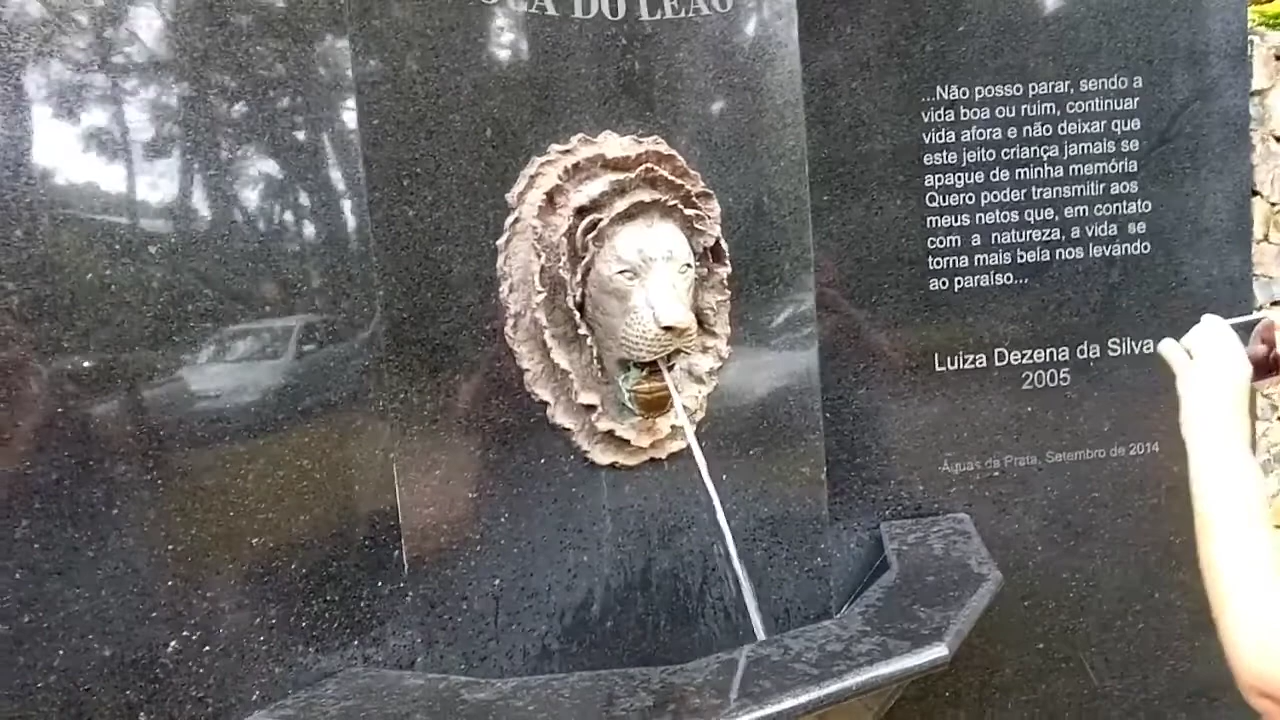 DO LEÃO
...Não posso parar, sendo a
vida boa ou ruim, continuar
vida afora e não deixar que
este jeito criança jamais se
apague de minha memória
Quero poder transmitir aos
meus netos que, em contato
com a natureza, a vida se
torna mais bela nos levando
ao paraíso...
Luiza Dezena da Silva
2005
Águas da Prata, Setembro de 2014